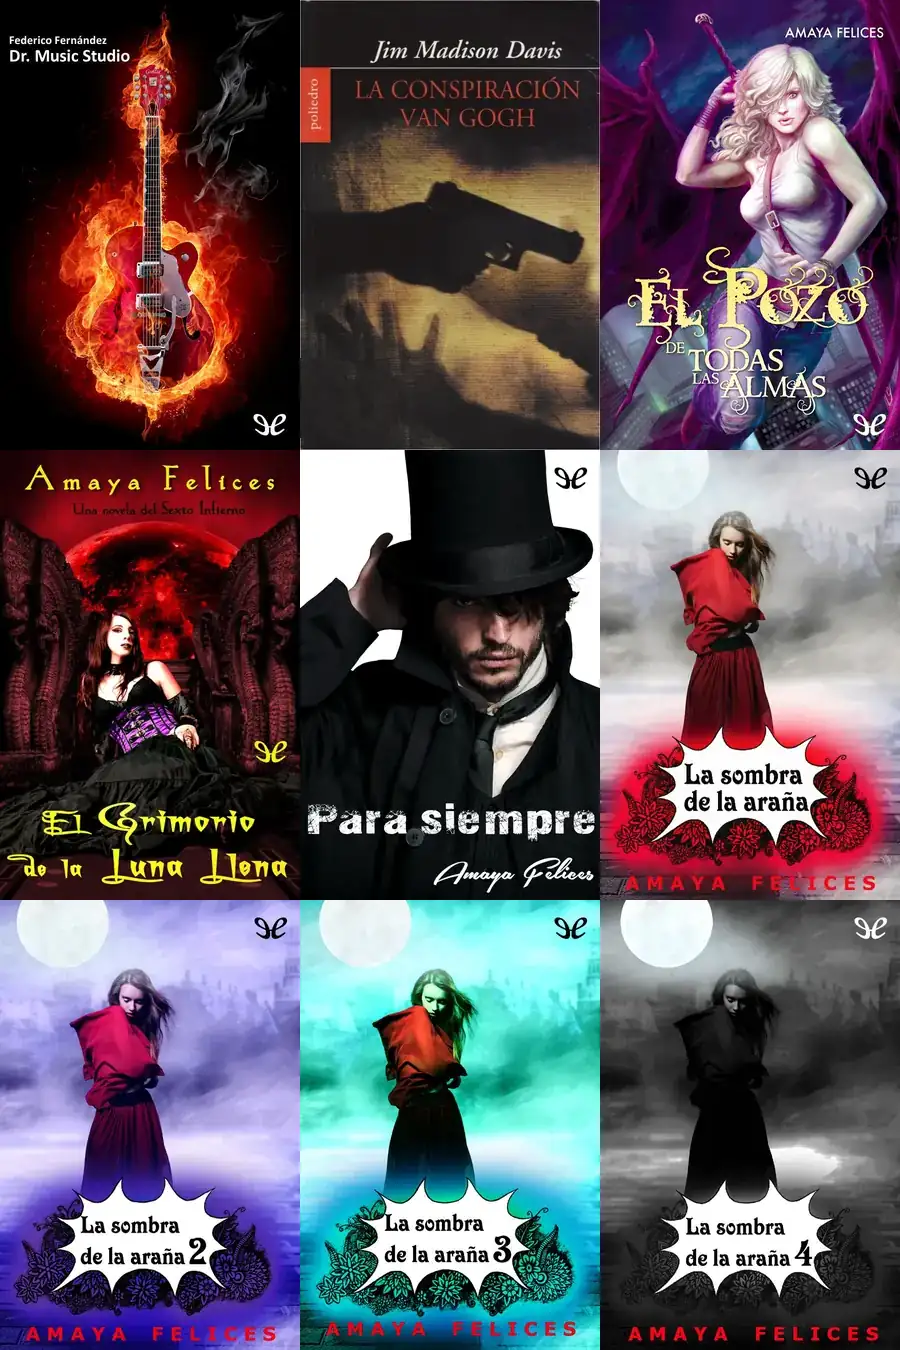 Federico Fernández
Dr. Music Studio
Jim Madison Davis
poliedro
LA CONSPIRACIÓN
VAN GOGH
AMAYA FELICES
EL POZO
DE TODAS
LAS ALMAS
Amaya Felices
Una novela del Sexto Infierno
El Grimorio
de la Luna Llena
Para siempre
Amaya Felices
La sombra
de la araña
AMAYA FELICES
La sombra
de la araña 2
AMAYA FELICES
La sombra
de la araña 3
AMAYA FELICES
La sombra
de la araña 4
AMAYA FELICES